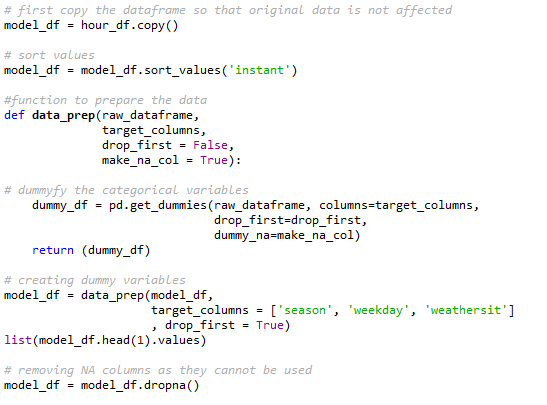 # first copy the dataframe so that original data is not affected
model_df = hour_df.copy()
# sort values
model_df = model_df.sort_values('instant')
#function to prepare the data
def data_prep(raw_dataframe,
target_columns,
drop_first = False,
make_na_col = True):
# dummyfy the categorical variables
dummy_df = pd.get_dummies(raw_dataframe, columns=target_columns,
drop_first=drop_first,
dummy_na=make_na_col)
return (dummy_df)
# creating dummy variables
model_df = data_prep(model_df,
target_columns = ['season', 'weekday', 'weathersit']
, drop_first = True)
list(model_df.head(1).values)
# removing NA columns as they cannot be used
model_df = model_df.dropna()